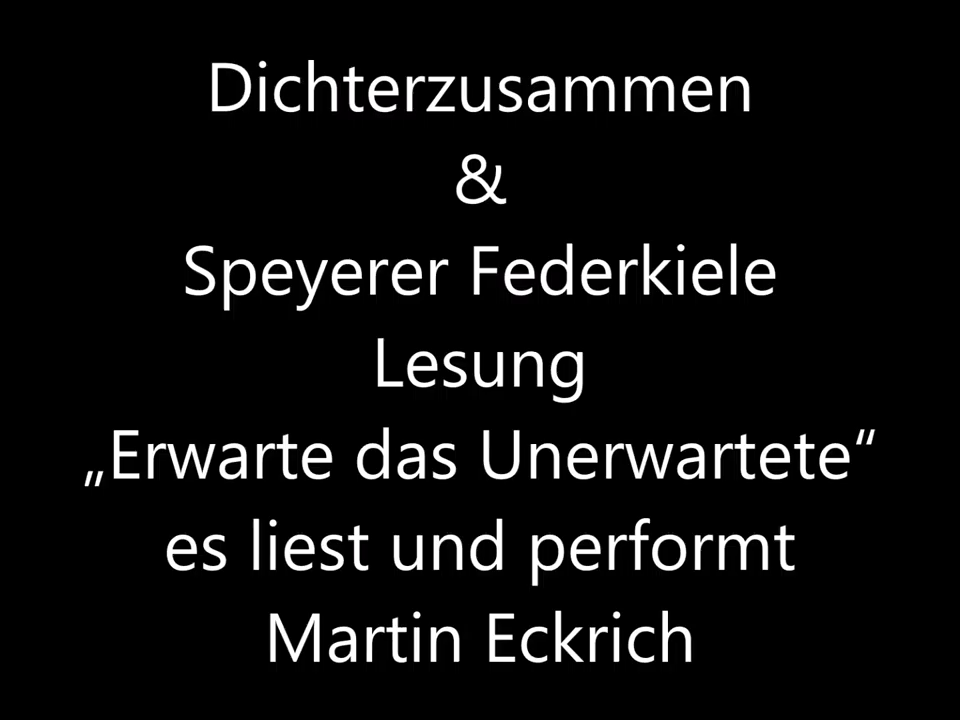 Dichterzusammen
&
Speyerer Federkiele
Lesung
„Erwarte das Unerwartete“
es liest und performt
Martin Eckrich